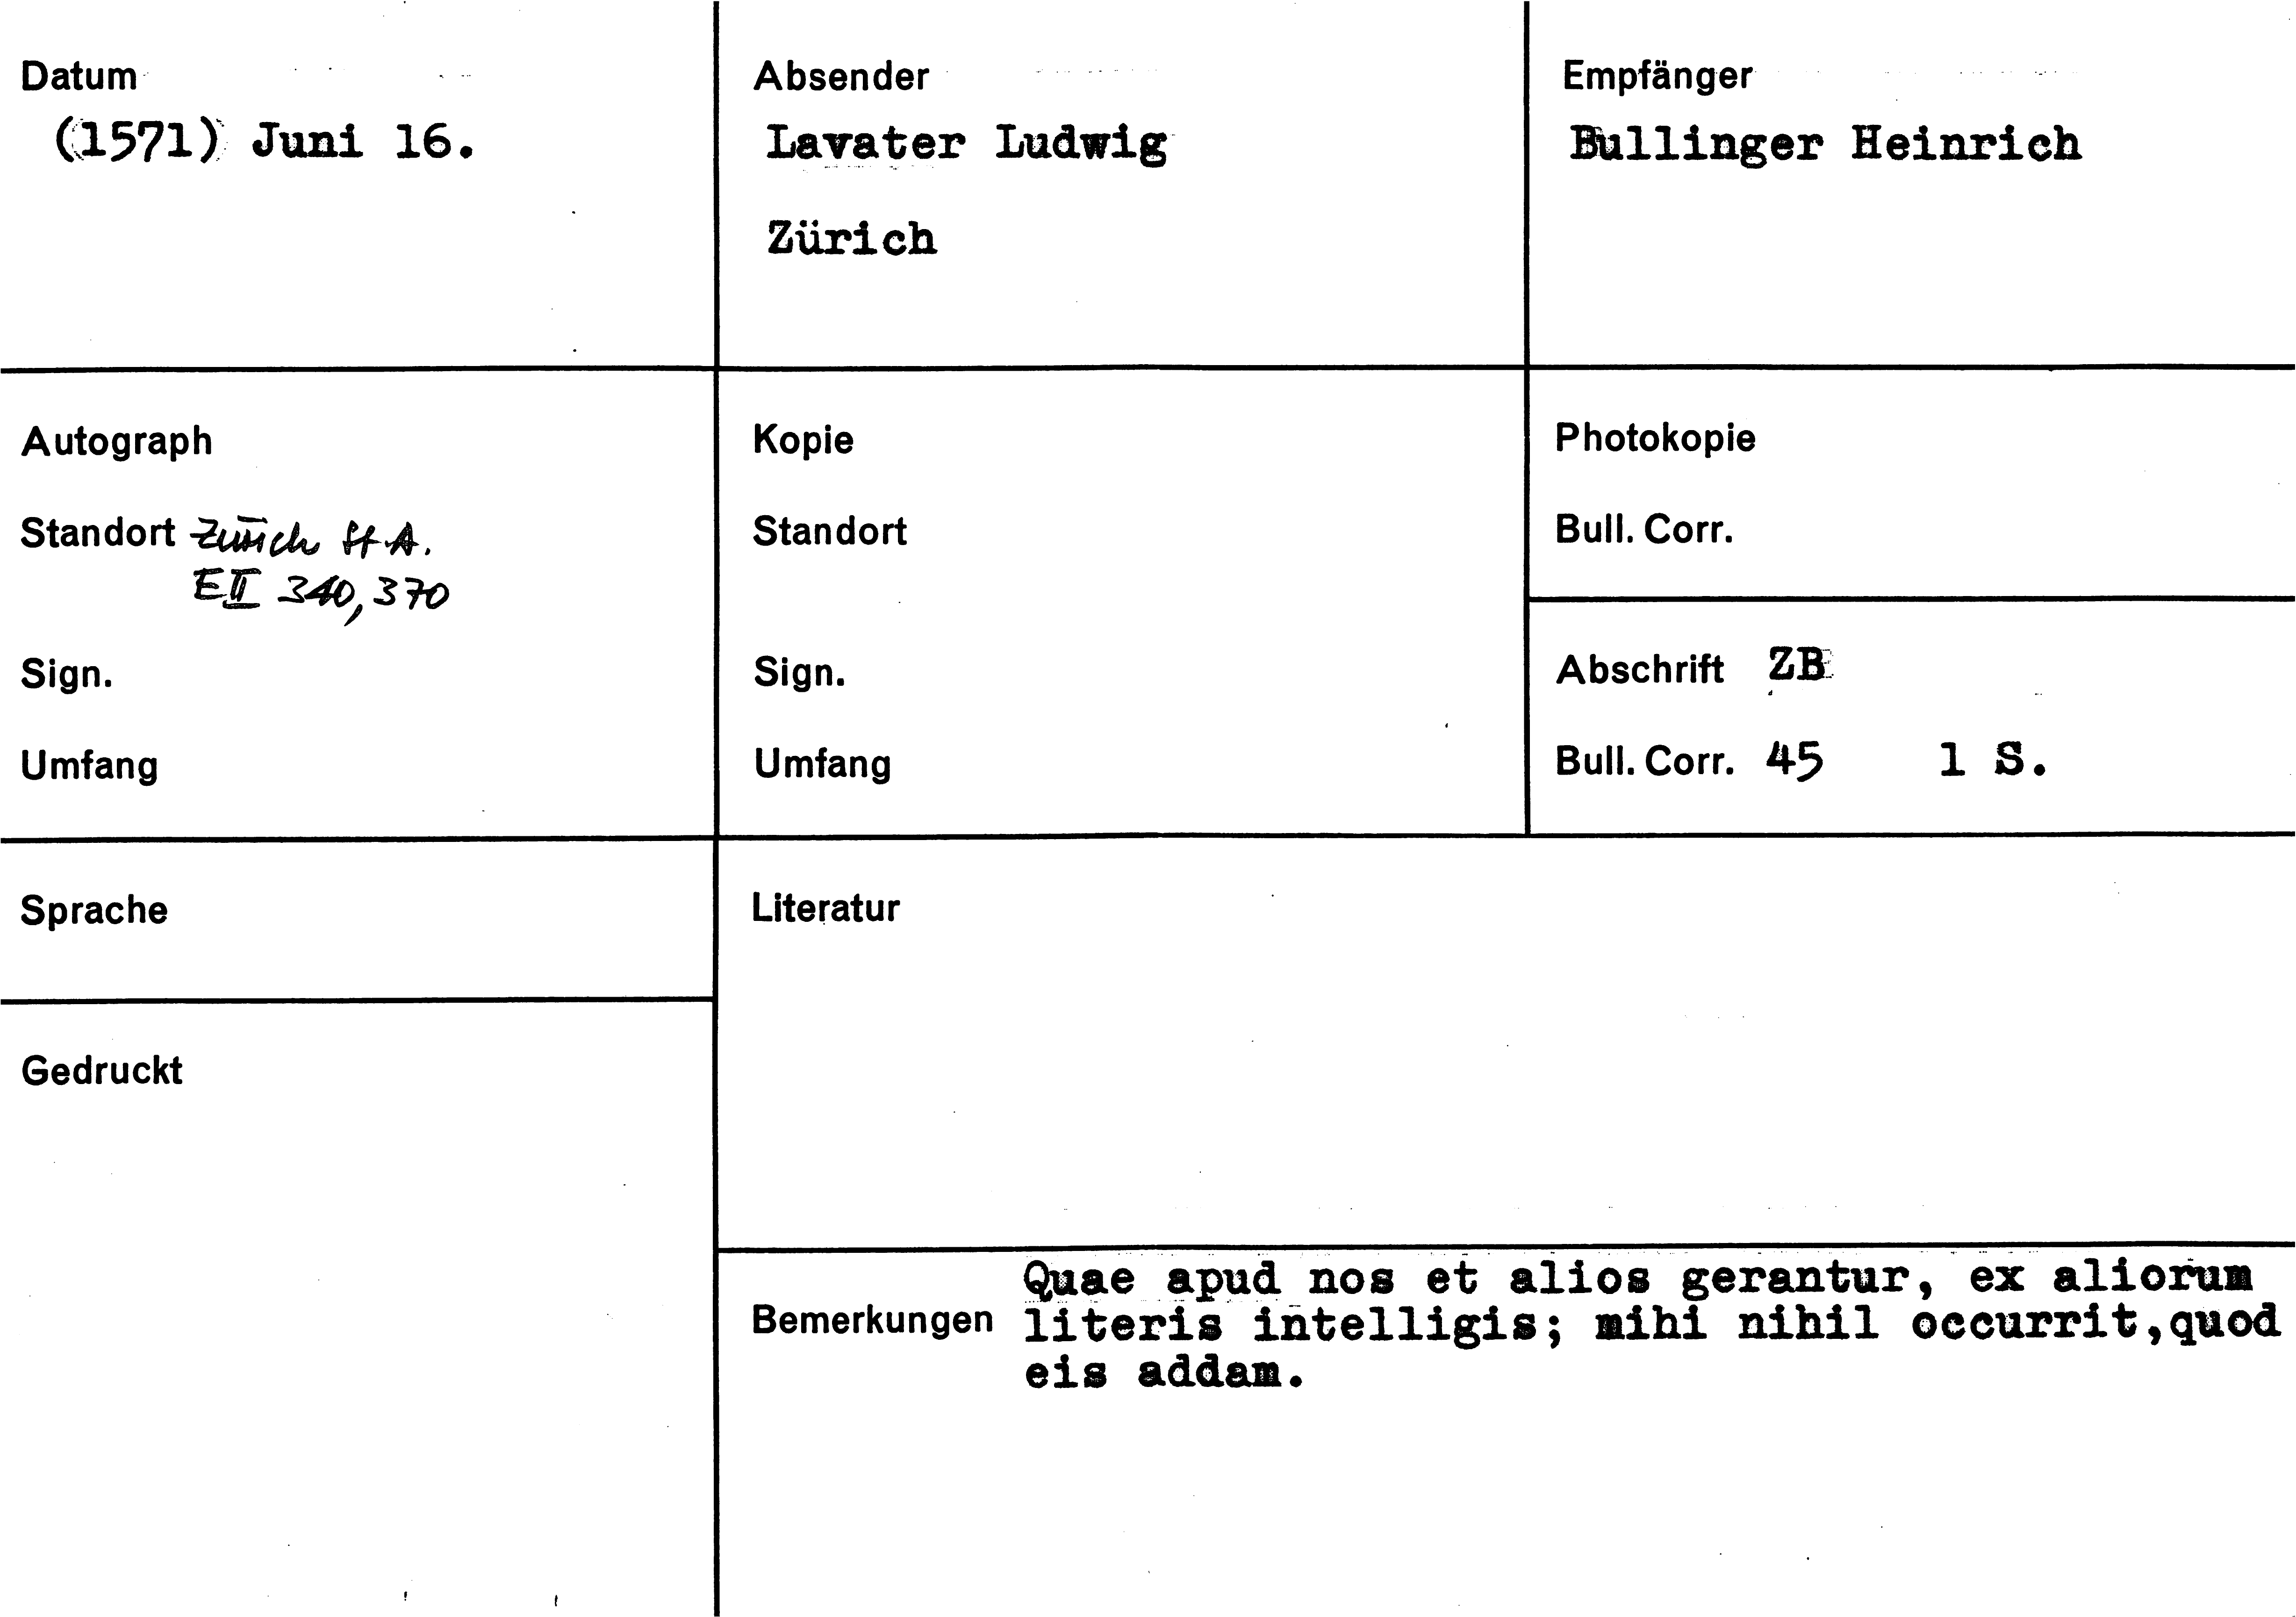 Datum
(1571) Juni 16.
Absender
Lavater Ludwig
Zürich
Empfänger
Bullinger Heinrich
Autograph
Standort Zürich StA.
EII 340, 370
Sign.
Umfang
Kopie
Standort
Sign.
Umfang
Photokopie
Bull. Corr.
Abschrift ZB
Bull. Corr. 45 1 S.
Sprache
Literatur
Gedruckt
Bemerkungen
Quae apud nos et alios gerantur, ex aliorum
literis intelligis; mihi nihil occurrit,quod
eis addam.